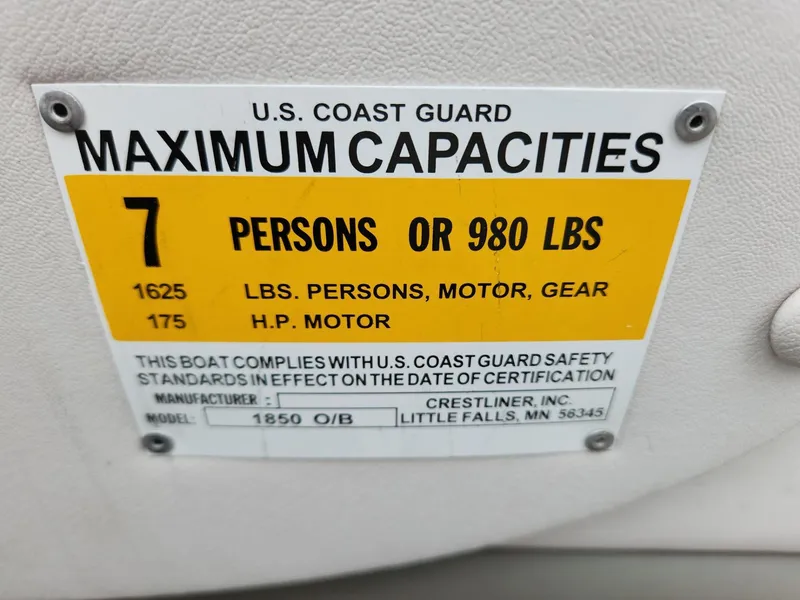 U.S. COAST GUARD
MAXIMUM CAPACITIES
7 PERSONS OR 980 LBS
1625 LBS. PERSONS, MOTOR, GEAR
175 H.P. MOTOR
THIS BOAT COMPLIES WITH U.S. COAST GUARD SAFETY
STANDARDS IN EFFECT ON THE DATE OF CERTIFICATION
MANUFACTURER : CRESTLINER, INC.
MODEL: 1850 O/B LITTLE FALLS, MN 56345